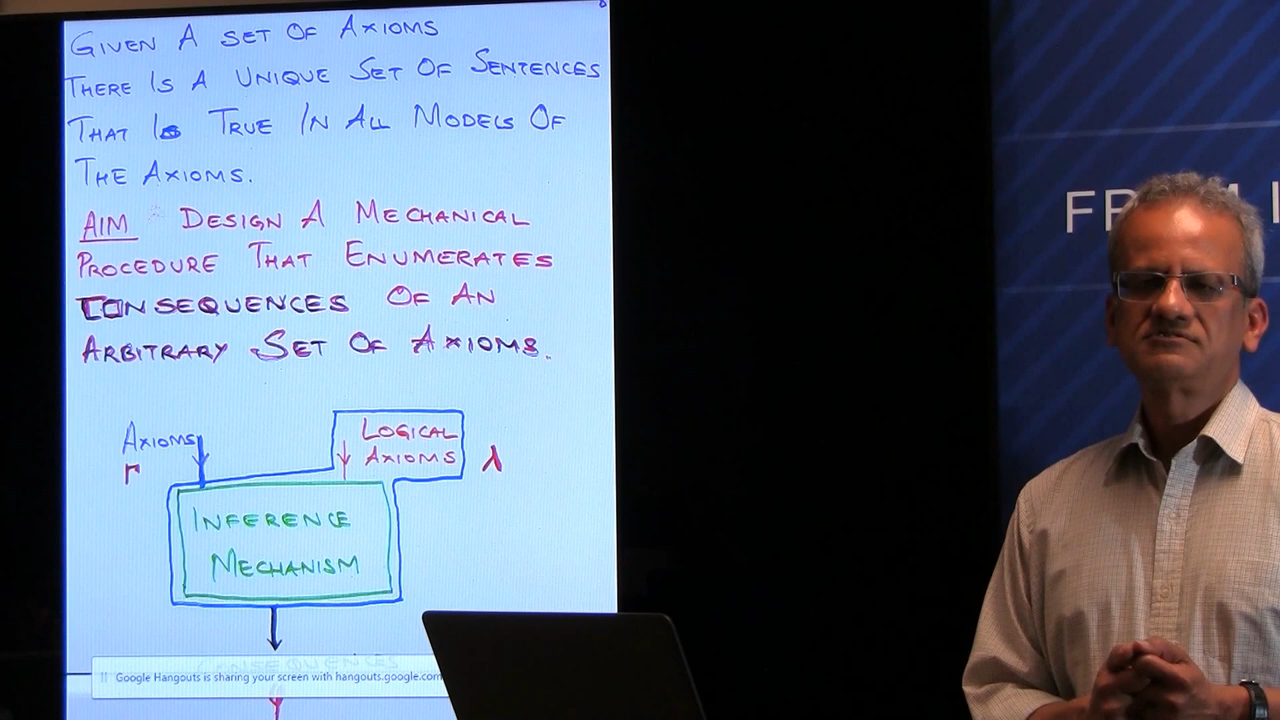 GIVEN A SET OF AXIOMS
THERE IS A UNIQUE SET OF SENTENCES
THAT IS TRUE IN ALL MODELS OF
THE AXIOMS.
AIM DESIGN A MECHANICAL
PROCEDURE THAT ENUMERATES
CONSEQUENCES OF AN
ARBITRARY SET OF AXIOMS.
AXIOMS
Γ
LOGICAL
AXIOMS
λ
INFERENCE
MECHANISM
CONSEQUENCES
Google Hangouts is sharing your screen with hangouts.google.com